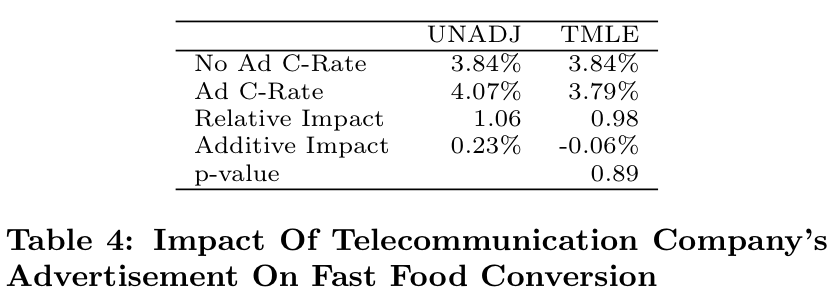 UNADJ TMLE
No Ad C-Rate 3.84% 3.84%
Ad C-Rate 4.07% 3.79%
Relative Impact 1.06 0.98
Additive Impact 0.23% -0.06%
p-value 0.89
Table 4: Impact Of Telecommunication Company's
Advertisement On Fast Food Conversion